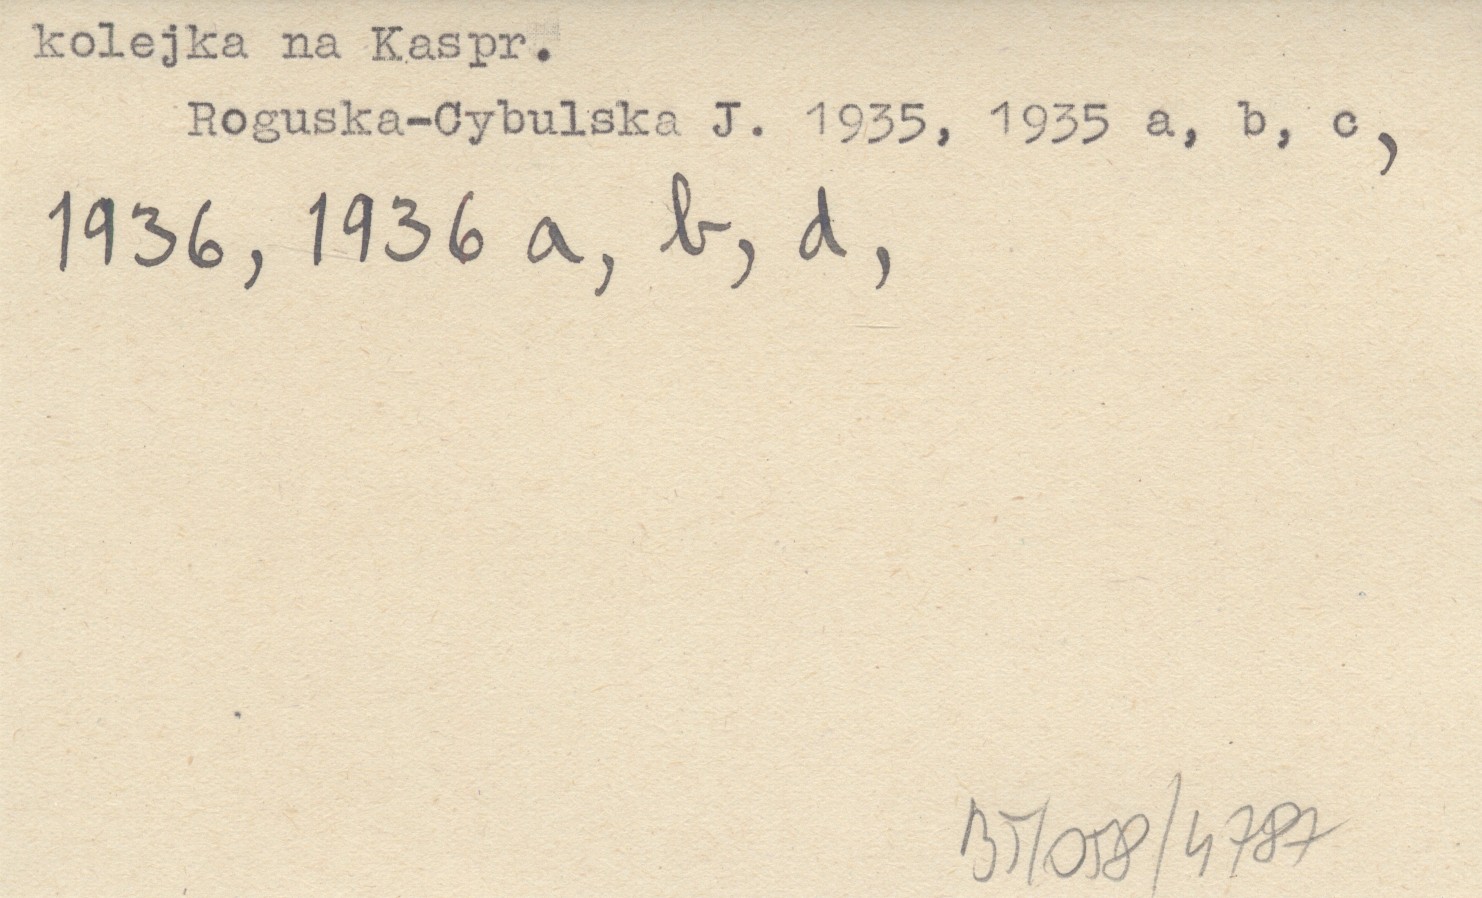 kolejka na Kaspr.
Roguska-Cybulska J. 1935, 1935 a, b, c,
1936, 1936 a, b, d,
BT/058/4787